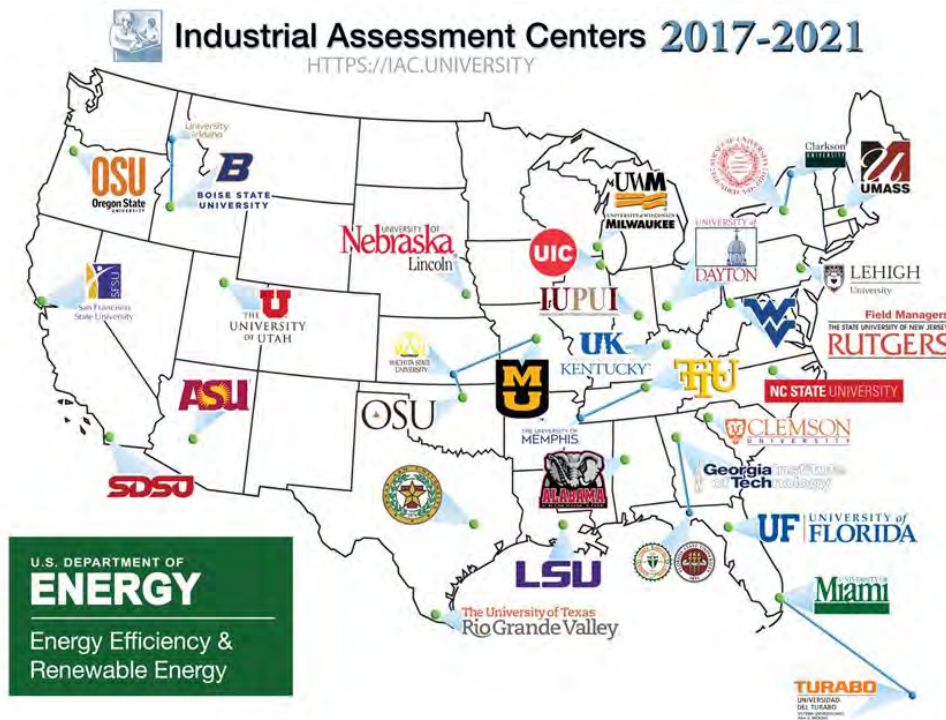 Industrial Assessment Centers 2017-2021
HTTPS://IAC.UNIVERSITY
University
of Idaho
OSU
Oregon State
UNIVERSITY
B
BOISE STATE
UNIVERSITY
UWM
UNIVERSITY of WISCONSIN
MILWAUKEE
Clarkson
UNIVERSITY
UMASS
UNIVERSITY of
DAYTON
UNIVERSITY OF
Nebraska
Lincoln
UIC
IUPUI
LEHIGH
University
SFSU
San Francisco
State University
U
THE
UNIVERSITY
OF UTAH
WICHITA STATE
UNIVERSITY
UK
KENTUCKY
WV
Field Managers
THE STATE UNIVERSITY OF NEW JERSEY
RUTGERS
ASU
OSU
MU
TTU
NC STATE UNIVERSITY
THE UNIVERSITY OF
MEMPHIS
CLEMSON
UNIVERSITY
SDSU
ALABAMA
Georgia Institute
of Technology
UF UNIVERSITY of
FLORIDA
LSU
UNIVERSITY OF
Miami
The University of Texas
Rio Grande Valley
U.S. DEPARTMENT OF
ENERGY
Energy Efficiency &
Renewable Energy
TURABO
UNIVERSIDAD
DEL TURABO